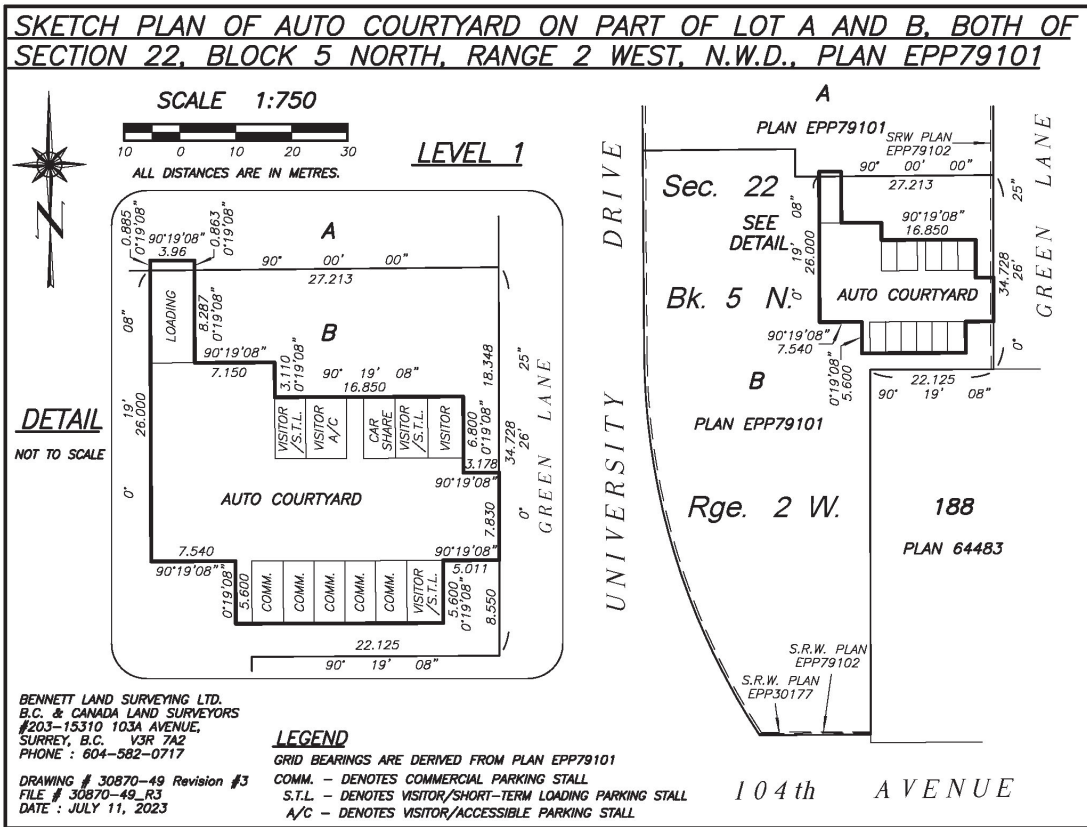 SKETCH PLAN OF AUTO COURTYARD ON PART OF LOT A AND B, BOTH OF
SECTION 22, BLOCK 5 NORTH, RANGE 2 WEST, N.W.D., PLAN EPP79101
SCALE 1:750
10 0 10 20 30
ALL DISTANCES ARE IN METRES.
N
LEVEL 1
DETAIL
NOT TO SCALE
0.885
0°19'08"
90°19'08"
3.96
0.863
0°19'08"
A
90° 00' 00"
27.213
LOADING
8.287
0°19'08"
B
0° 19' 08"
26.000
90°19'08"
7.150
3.110
0°19'08"
90° 19' 08"
16.850
18.348
VISITOR
/S.T.L.
VISITOR
A/C
CAR
SHARE
VISITOR
/S.T.L.
VISITOR
6.800
0°19'08"
3.178
90°19'08"
34.728
0° 26' 25"
GREEN LANE
AUTO COURTYARD
7.830
7.540
90°19'08"
0°19'08"
5.600
COMM.
COMM.
COMM.
COMM.
COMM.
VISITOR
/S.T.L.
90°19'08"
5.011
5.600
0°19'08"
8.550
22.125
90° 19' 08"
A
PLAN EPP79101
SRW PLAN
EPP79102
90° 00' 00"
27.213
Sec. 22
SEE
DETAIL
0° 19' 08"
26.000
90°19'08"
16.850
34.728
0° 26' 25"
GREEN LANE
Bk. 5 N.
AUTO COURTYARD
90°19'08"
7.540
0°19'08"
5.600
22.125
90° 19' 08"
B
PLAN EPP79101
UNIVERSITY DRIVE
Rge. 2 W.
188
PLAN 64483
S.R.W. PLAN
EPP79102
S.R.W. PLAN
EPP30177
104th AVENUE
BENNETT LAND SURVEYING LTD.
B.C. & CANADA LAND SURVEYORS
#203-15310 103A AVENUE,
SURREY, B.C. V3R 7A2
PHONE : 604-582-0717
DRAWING # 30870-49 Revision #3
FILE # 30870-49_R3
DATE : JULY 11, 2023
LEGEND
GRID BEARINGS ARE DERIVED FROM PLAN EPP79101
COMM. - DENOTES COMMERCIAL PARKING STALL
S.T.L. - DENOTES VISITOR/SHORT-TERM LOADING PARKING STALL
A/C - DENOTES VISITOR/ACCESSIBLE PARKING STALL